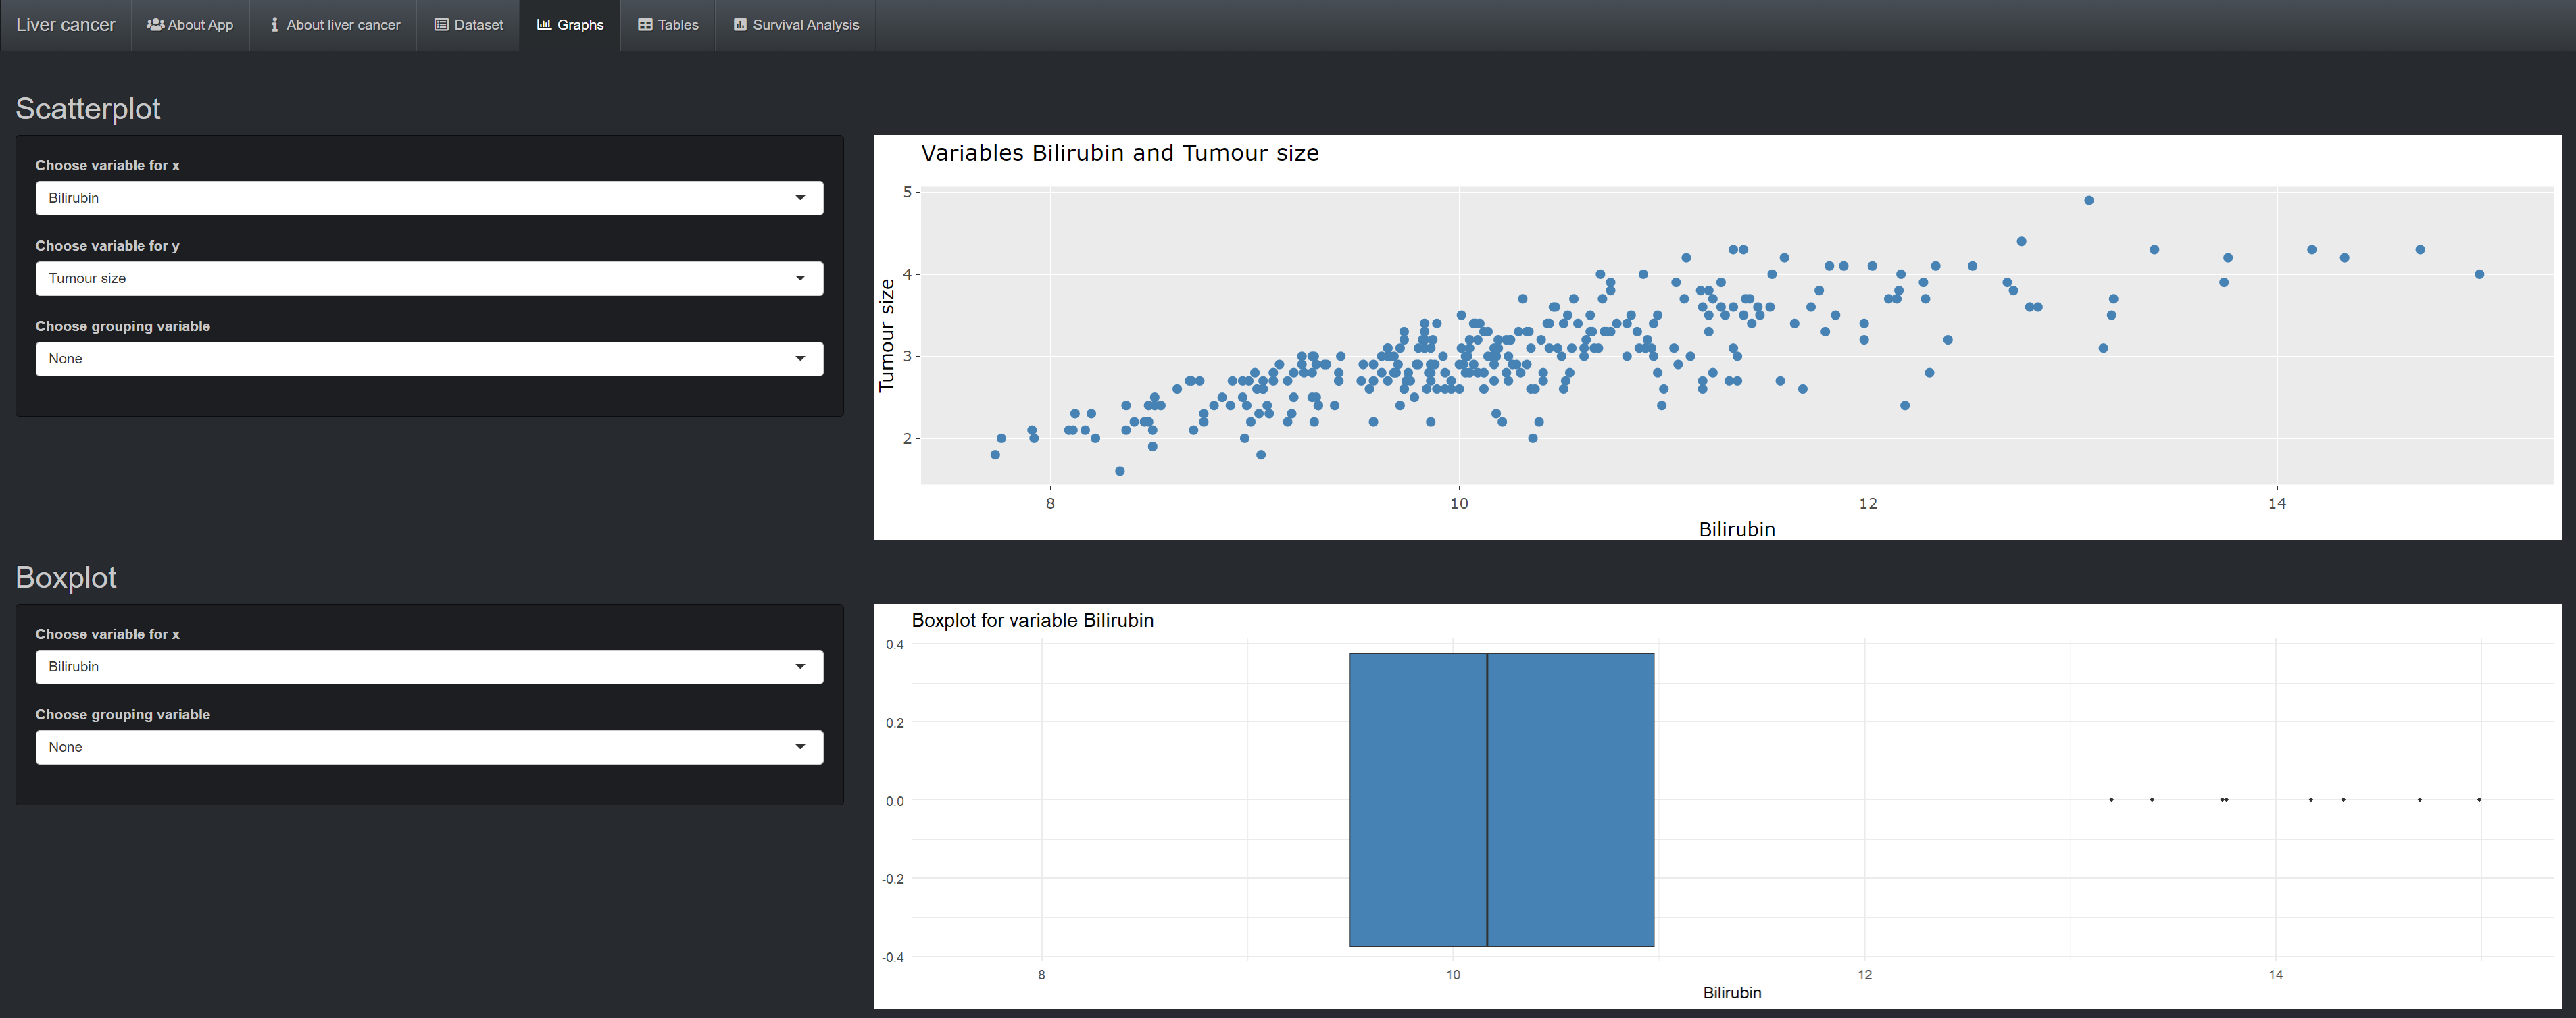 Liver cancer About App About liver cancer Dataset Graphs Tables Survival Analysis
Scatterplot
Choose variable for x
Bilirubin
Choose variable for y
Tumour size
Choose grouping variable
None
Variables Bilirubin and Tumour size
Tumour size
5
4
3
2
8 10 12 14
Bilirubin
Boxplot
Choose variable for x
Bilirubin
Choose grouping variable
None
Boxplot for variable Bilirubin
0.4
0.2
0.0
-0.2
-0.4
8 10 12 14
Bilirubin